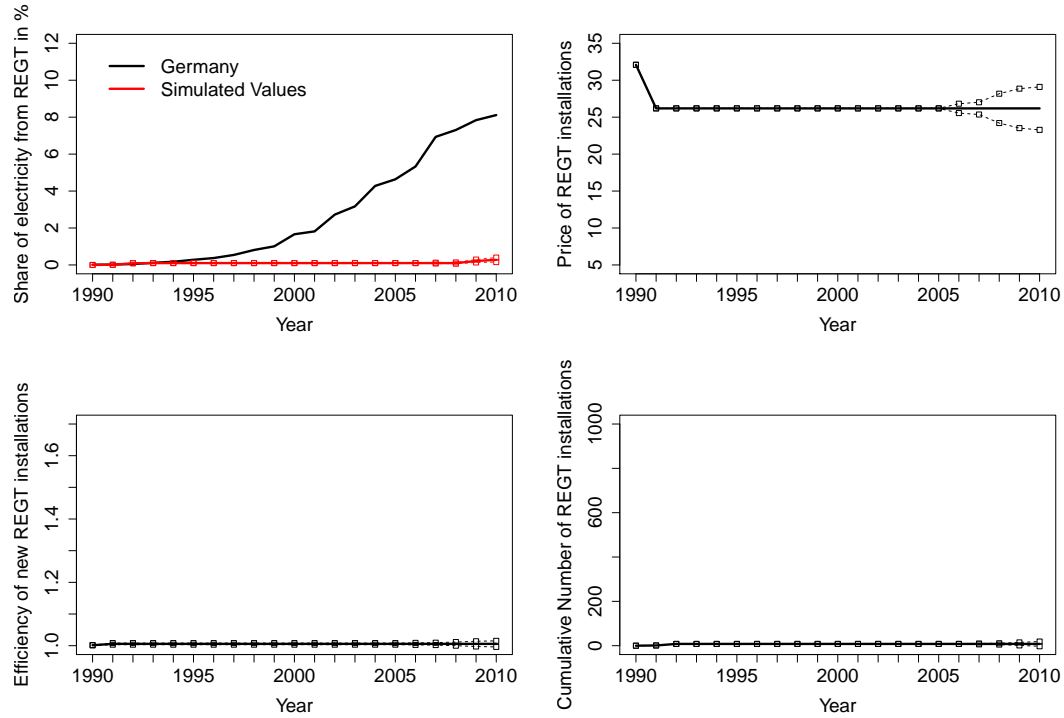 Share of electricity from REGT in %
12
10
8
6
4
2
0
Germany
Simulated Values
1990 1995 2000 2005 2010
Year
Price of REGT installations
35
30
25
20
15
10
5
1990 1995 2000 2005 2010
Year
Efficiency of new REGT installations
1.6
1.4
1.2
1.0
1990 1995 2000 2005 2010
Year
Cumulative Number of REGT installations
1000
600
200
0
1990 1995 2000 2005 2010
Year